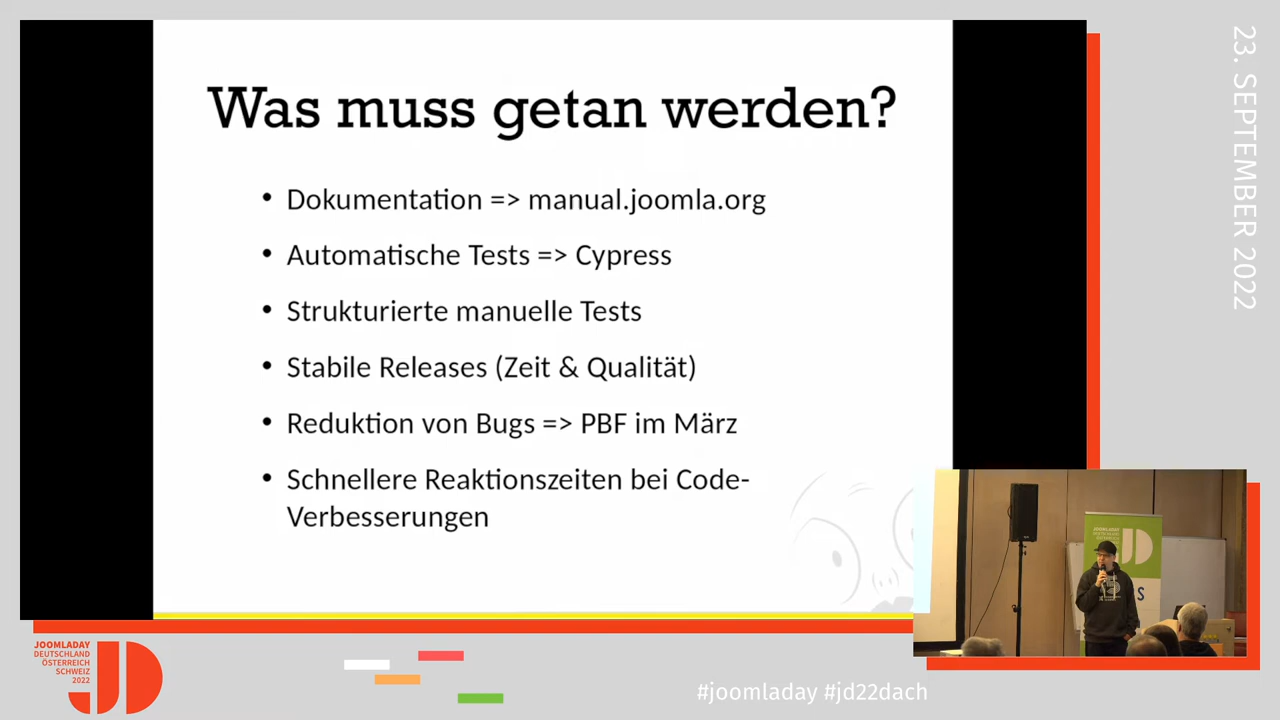 Was muss getan werden?
• Dokumentation => manual.joomla.org
• Automatische Tests => Cypress
• Strukturierte manuelle Tests
• Stabile Releases (Zeit & Qualität)
• Reduktion von Bugs => PBF im März
• Schnellere Reaktionszeiten bei Code-
Verbesserungen
23. SEPTEMBER 2022
JOOMLADAY
DEUTSCHLAND
ÖSTERREICH
SCHWEIZ
2022
JD
#joomladay #jd22dach